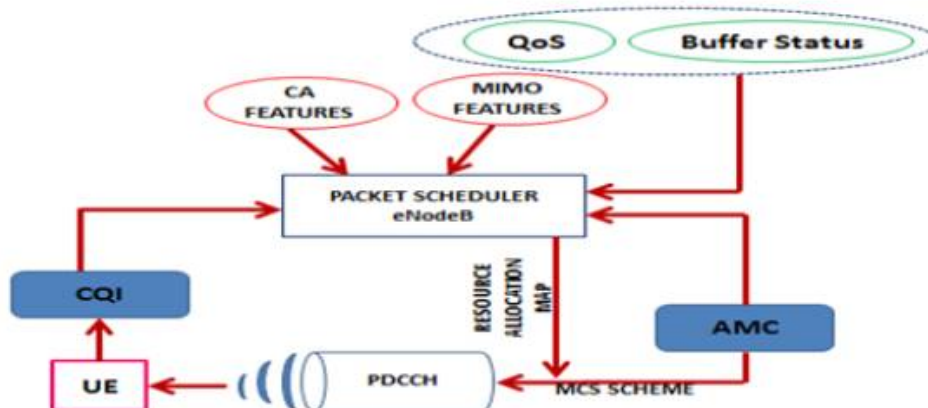 QoS
Buffer Status
CA
FEATURES
MIMO
FEATURES
PACKET SCHEDULER
eNodeB
RESOURCE
ALLOCATION
MAP
CQI
AMC
UE
PDCCH
MCS SCHEME